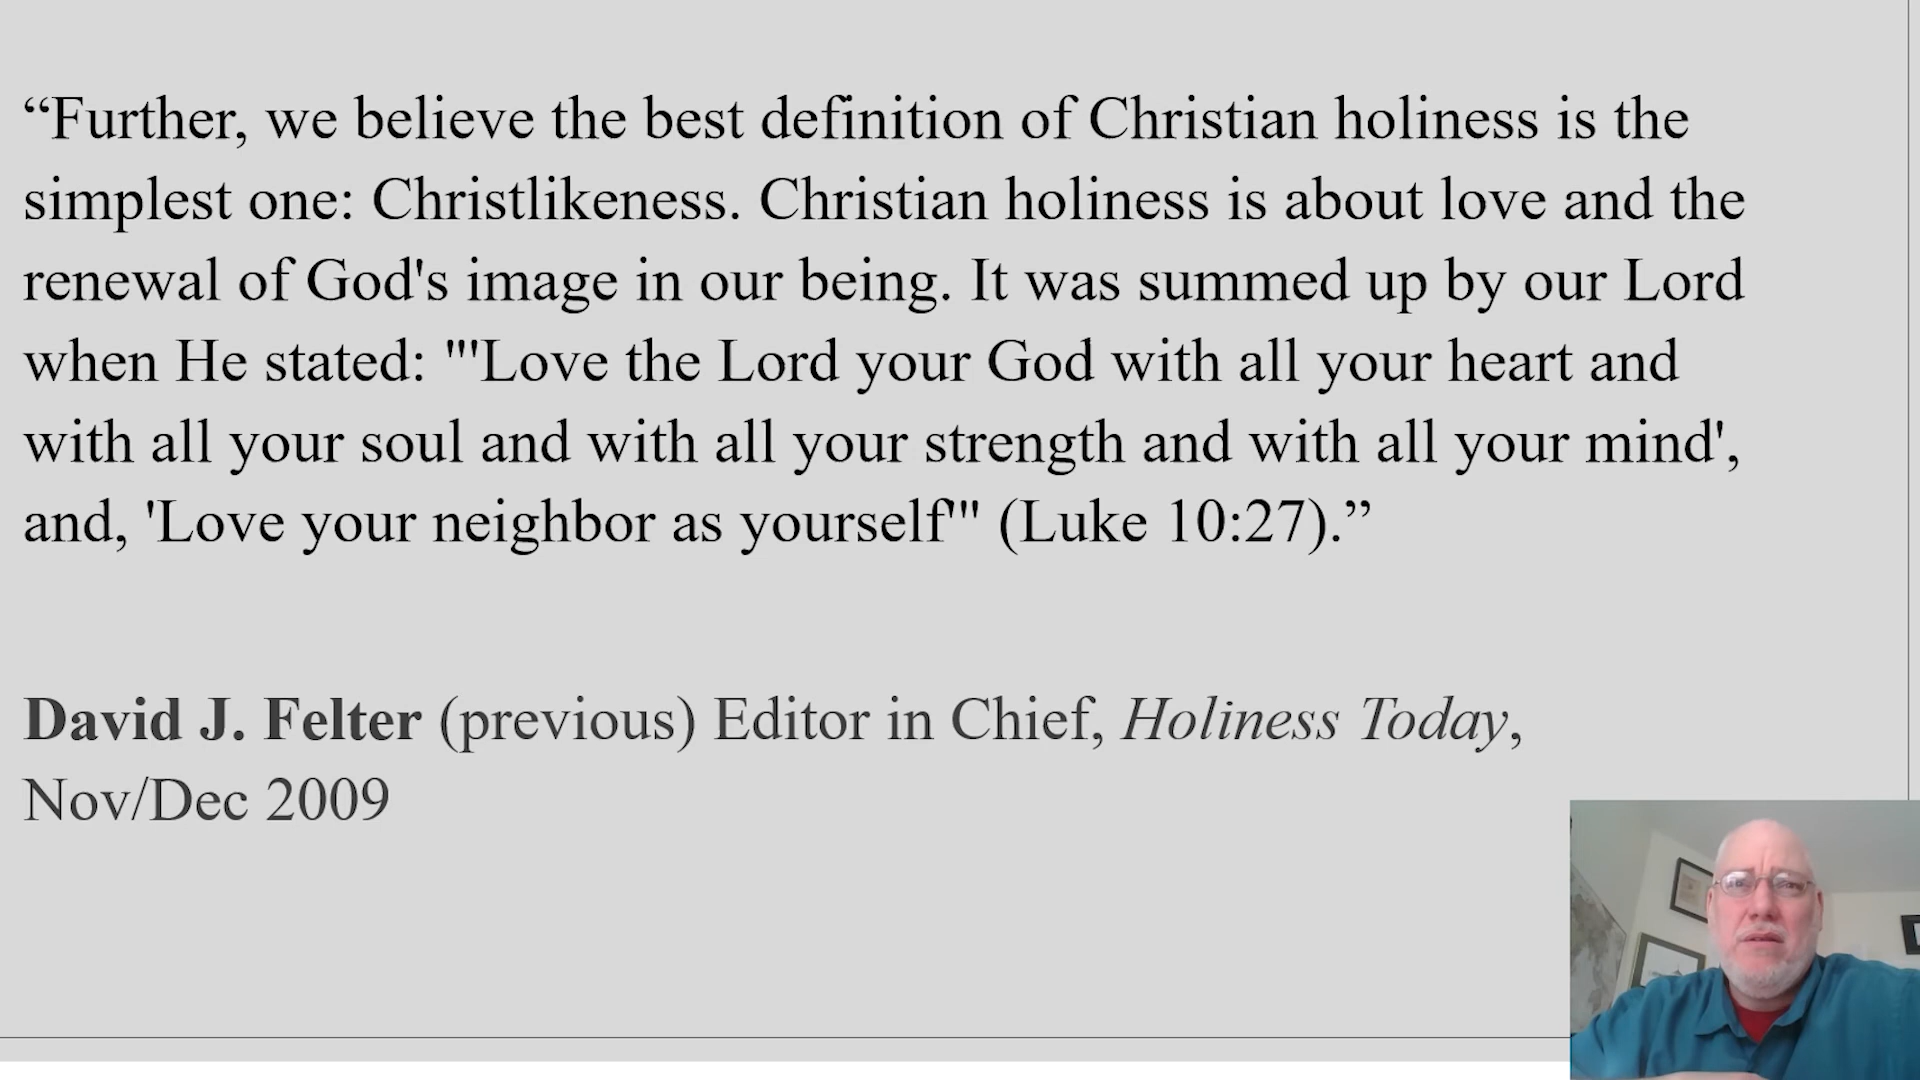 “Further, we believe the best definition of Christian holiness is the
simplest one: Christlikeness. Christian holiness is about love and the
renewal of God's image in our being. It was summed up by our Lord
when He stated: "'Love the Lord your God with all your heart and
with all your soul and with all your strength and with all your mind',
and, 'Love your neighbor as yourself'" (Luke 10:27).”
David J. Felter (previous) Editor in Chief, Holiness Today,
Nov/Dec 2009